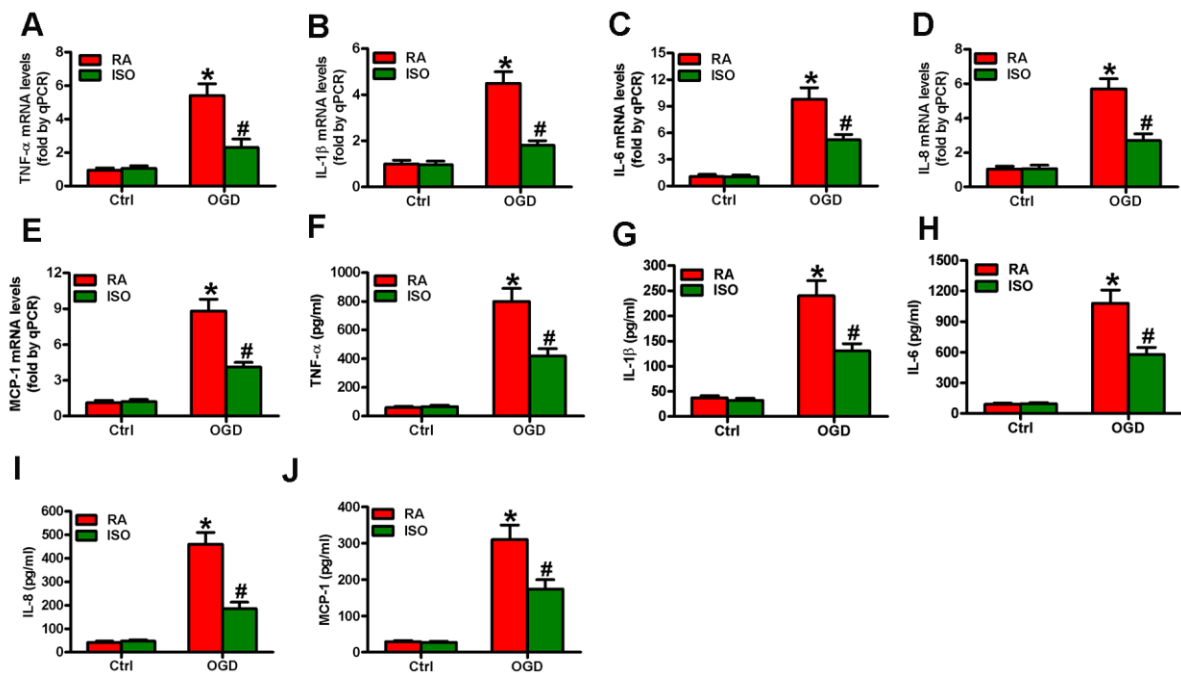 A
TNF-α mRNA levels
(fold by qPCR)
8
6
4
2
0
RA
ISO
*
#
Ctrl
OGD
B
IL-1β mRNA levels
(fold by qPCR)
6
4
2
0
RA
ISO
*
#
Ctrl
OGD
C
IL-6 mRNA levels
(fold by qPCR)
15
12
9
6
3
0
RA
ISO
*
#
Ctrl
OGD
D
IL-8 mRNA levels
(fold by qPCR)
8
6
4
2
0
RA
ISO
*
#
Ctrl
OGD
E
MCP-1 mRNA levels
(fold by qPCR)
12
9
6
3
0
RA
ISO
*
#
Ctrl
OGD
F
TNF-α (pg/ml)
1000
800
600
400
200
0
RA
ISO
*
#
Ctrl
OGD
G
IL-1β (pg/ml)
300
250
200
150
100
50
0
RA
ISO
*
#
Ctrl
OGD
H
IL-6 (pg/ml)
1500
1200
900
600
300
0
RA
ISO
*
#
Ctrl
OGD
I
IL-8 (pg/ml)
600
500
400
300
200
100
0
RA
ISO
*
#
Ctrl
OGD
J
MCP-1 (pg/ml)
400
300
200
100
0
RA
ISO
*
#
Ctrl
OGD